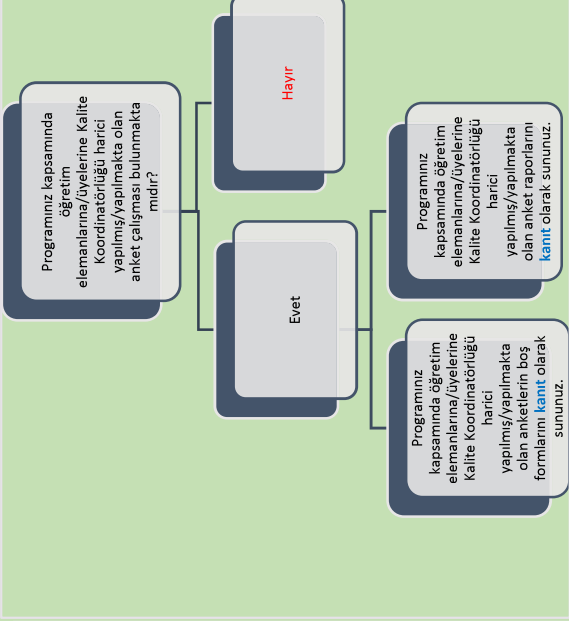 Programınız kapsamında
öğretim
elemanlarına/üyelerine Kalite
Koordinatörlüğü harici
yapılmış/yapılmakta olan
anket çalışması bulunmakta
mıdır?
Evet
Hayır
Programınız
kapsamında öğretim
elemanlarına/üyelerine
Kalite Koordinatörlüğü
harici
yapılmış/yapılmakta
olan anketlerin boş
formlarını kanıt olarak
sununuz.
Programınız
kapsamında öğretim
elemanlarına/üyelerine
Kalite Koordinatörlüğü
harici
yapılmış/yapılmakta
olan anket raporlarını
kanıt olarak sununuz.